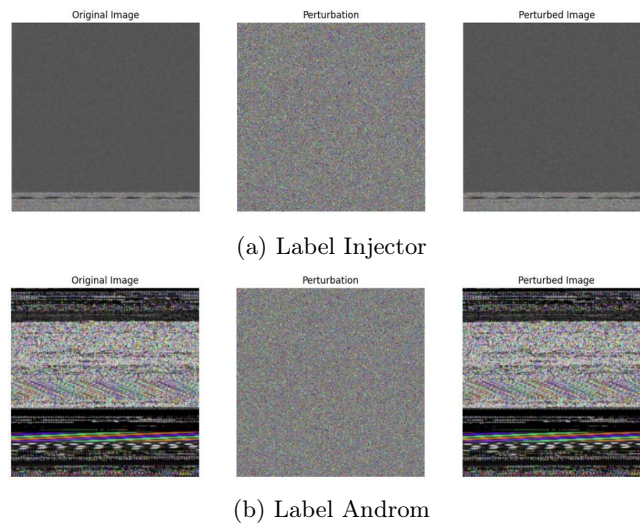 Original Image Perturbation Perturbed Image
(a) Label Injector
Original Image Perturbation Perturbed Image
(b) Label Androm